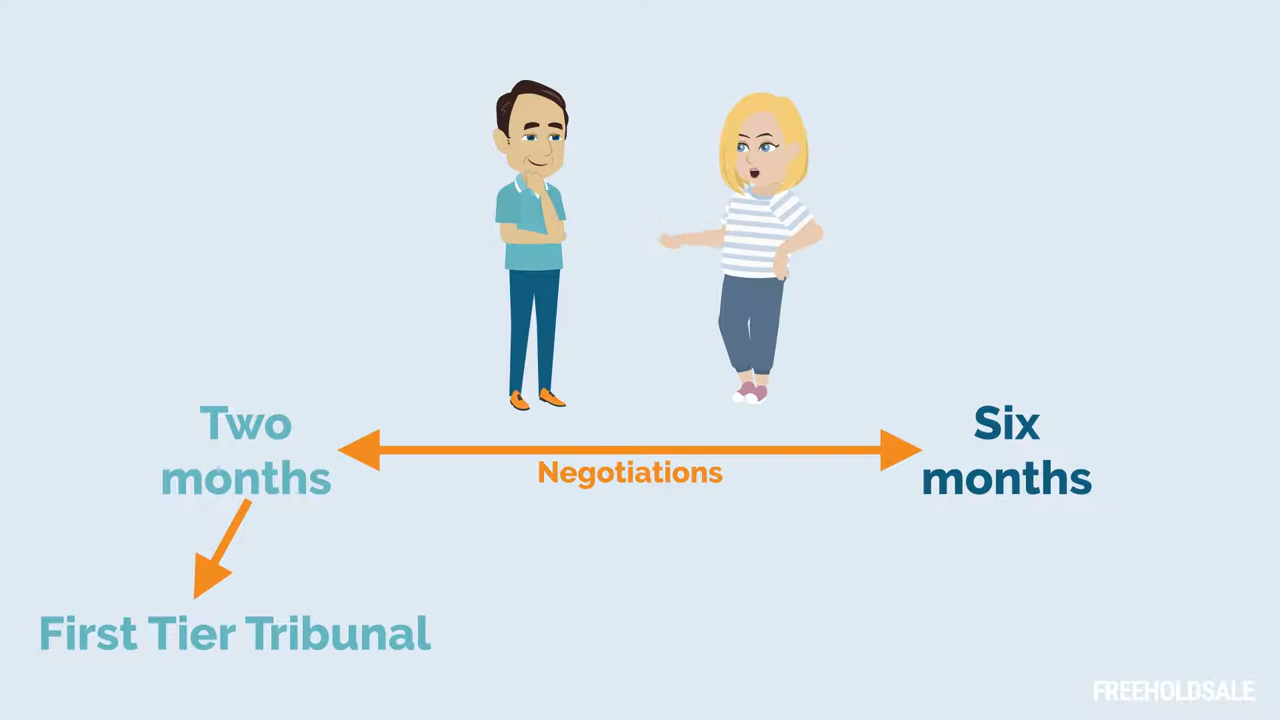 Two
months
Negotiations
Six
months
First Tier Tribunal
FREEHOLDSALE